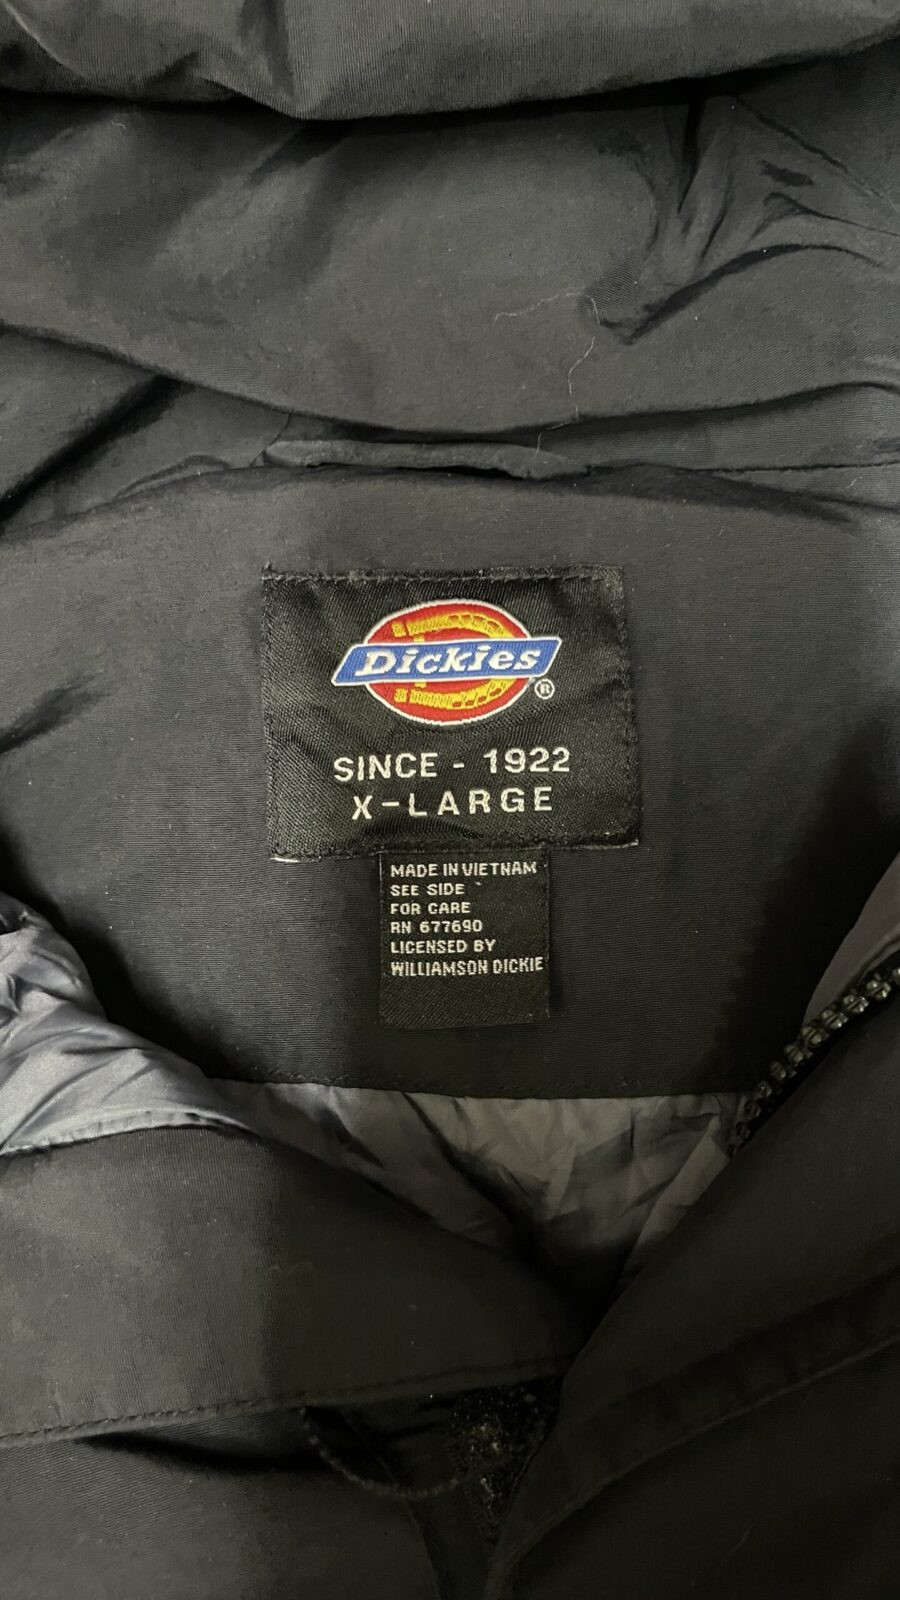 Dickies®
SINCE - 1922
X-LARGE
MADE IN VIETNAM
SEE SIDE
FOR CARE
RN 677690
LICENSED BY
WILLIAMSON DICKIE